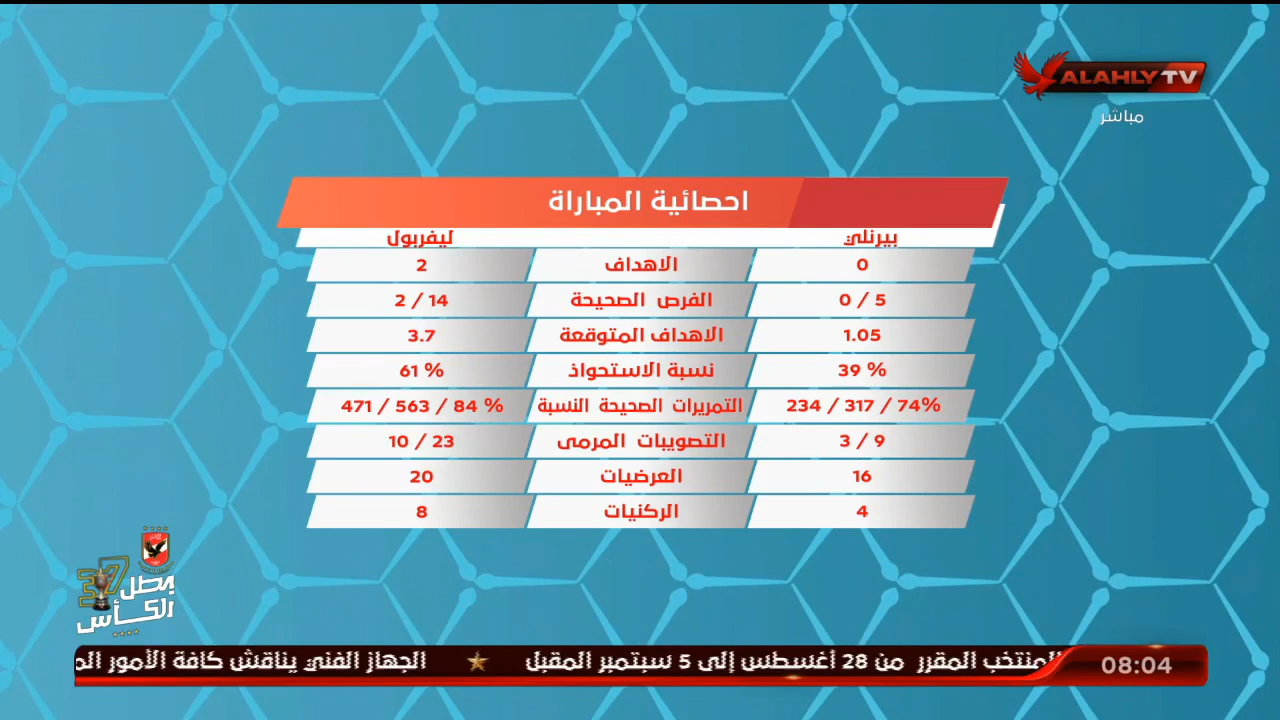 ALAHLY TV
مباشر
احصائية المباراة
بيرنلي ليفربول
0 الاهداف 2
0 / 5 الفرص الصحيحة 2 / 14
1.05 الاهداف المتوقعة 3.7
39 % نسبة الاستحواذ 61 %
234 / 317 / 74% التمريرات الصحيحة النسبة 471 / 563 / 84 %
3 / 9 التصويبات المرمى 10 / 23
16 العرضيات 20
4 الركنيات 8
37 بطل
الكأس
08:04 المنتخب المقرر من 28 أغسطس إلى 5 سبتمبر المقبل ★ الجهاز الفني يناقش كافة الأمور